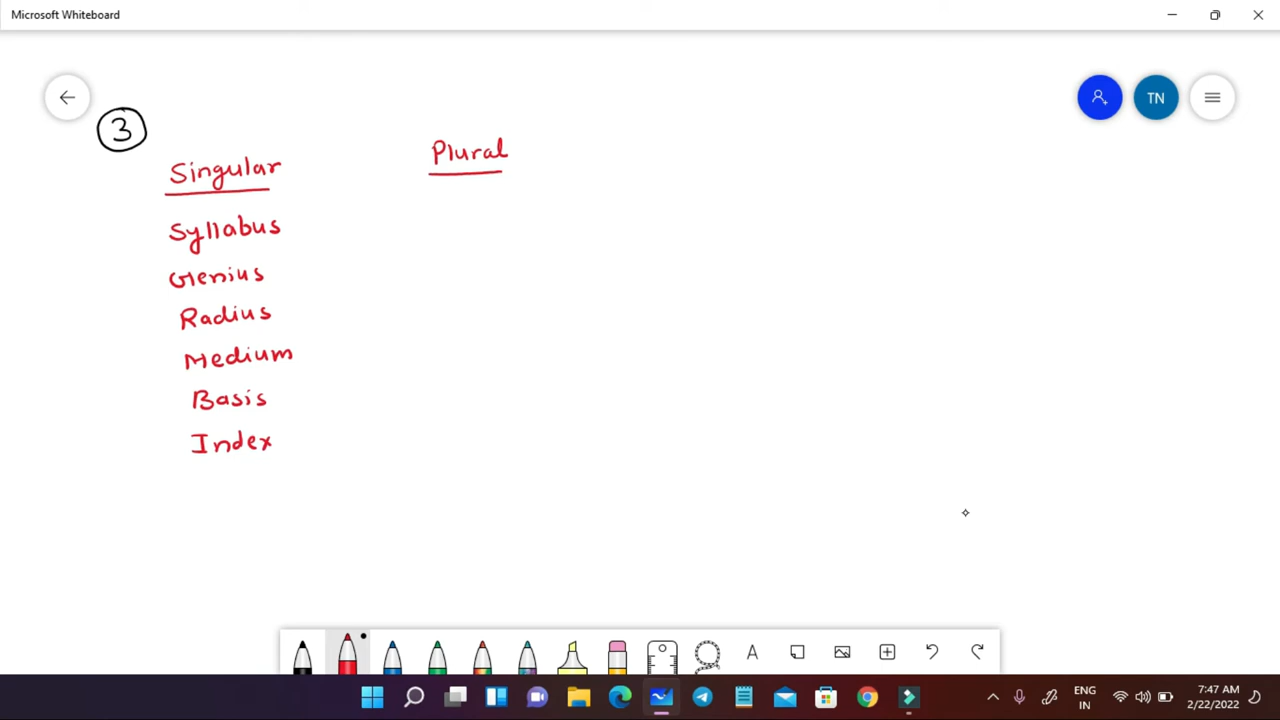 Microsoft Whiteboard
TN
3
Singular Plural
Syllabus
Genius
Radius
Medium
Basis
Index
A
ENG
IN
7:47 AM
2/22/2022